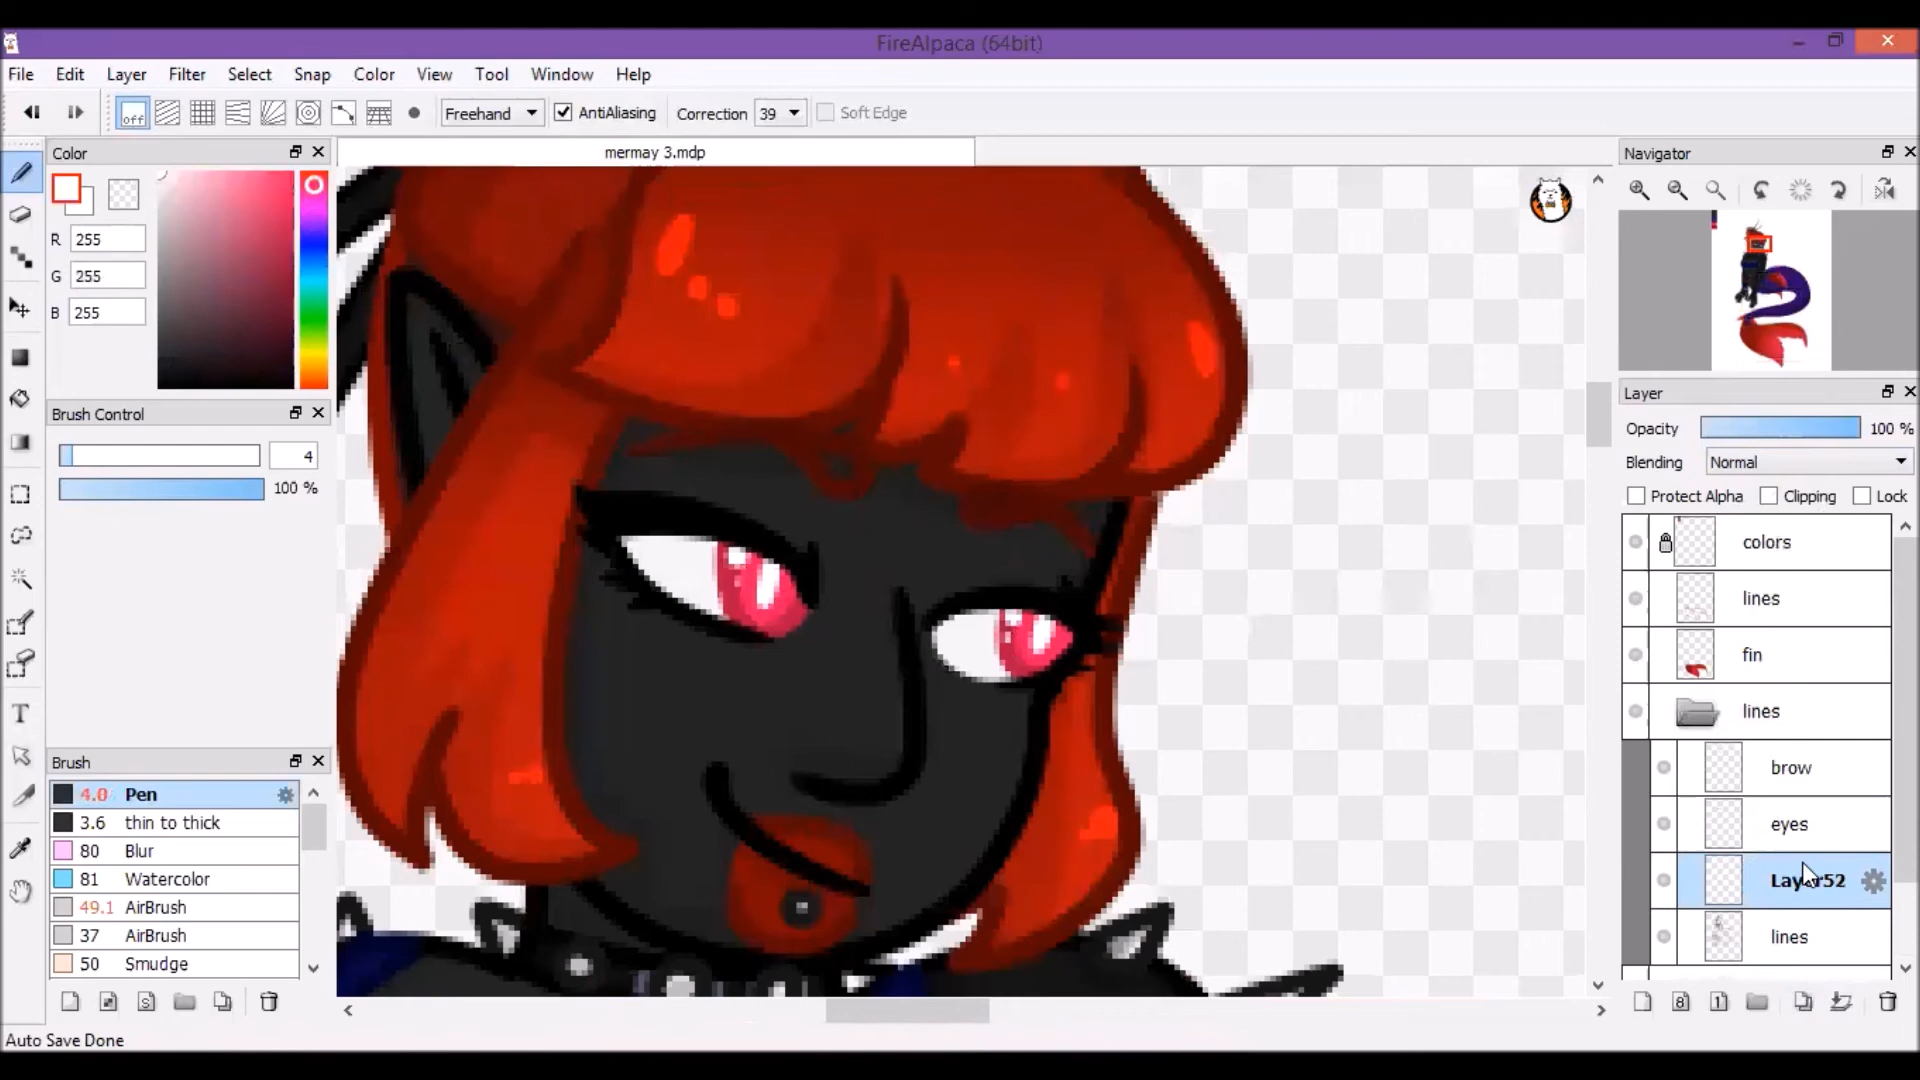 FireAlpaca (64bit)
File Edit Layer Filter Select Snap Color View Tool Window Help
off Freehand AntiAliasing Correction 39 Soft Edge
Color
mermay 3.mdp
Navigator
R 255
G 255
B 255
Brush Control
4
100 %
Layer
Opacity 100 %
Blending Normal
Protect Alpha Clipping Lock
colors
lines
fin
lines
brow
eyes
Layer52
lines
Brush
4.0 Pen
3.6 thin to thick
80 Blur
81 Watercolor
49.1 AirBrush
37 AirBrush
50 Smudge
T
S 8 1
Auto Save Done